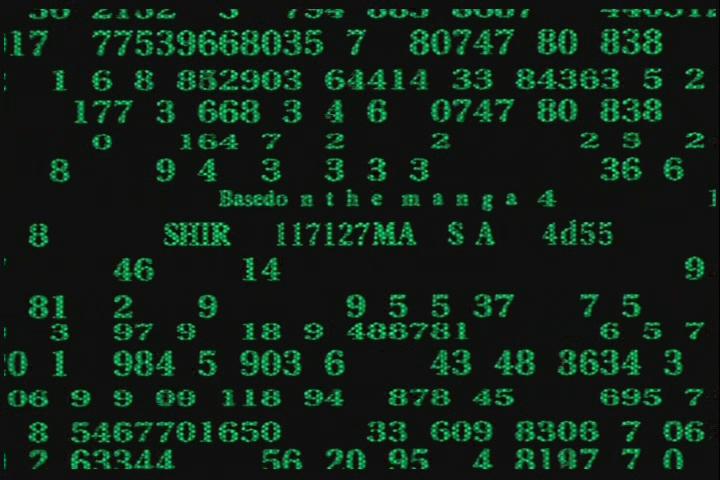 017 77539668035 7 80747 80 838
1 6 8 882903 64414 33 84363 5 2
177 3 668 3 4 6 0747 80 838
0 164 7 2 2 2 9 2
8 9 4 3 3 3 3 36 6
Basedo n t h e m a n g a 4
8 SHIR 117127MA S A 4d55
46 14 9
81 2 9 9 5 5 37 7 5
3 97 9 18 9 488781 6 5 7
0 1 984 5 903 6 43 48 3634 3
06 9 9 09 118 94 878 45 695 7
8 5467701650 33 609 8306 7 06
2 63344 56 20 95 4 8197 7 0